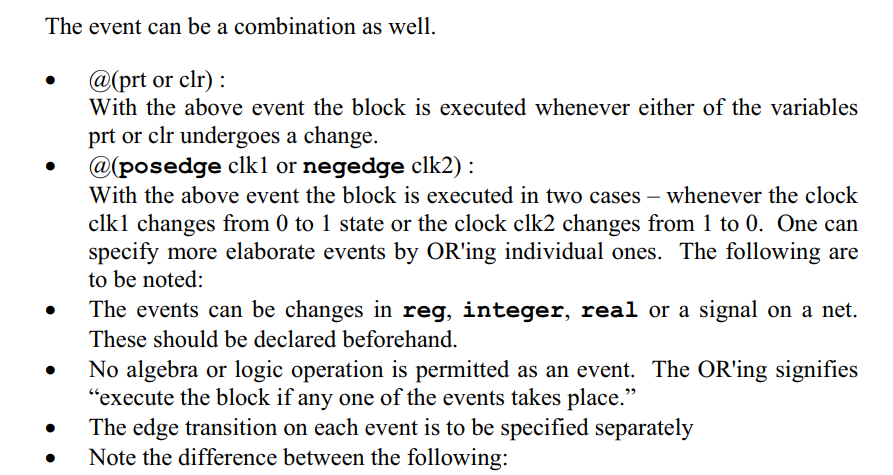 The event can be a combination as well.
• @(prt or clr) :
With the above event the block is executed whenever either of the variables
prt or clr undergoes a change.
• @(posedge clk1 or negedge clk2) :
With the above event the block is executed in two cases – whenever the clock
clk1 changes from 0 to 1 state or the clock clk2 changes from 1 to 0.  One can
specify more elaborate events by OR'ing individual ones.  The following are
to be noted:
• The events can be changes in reg, integer, real or a signal on a net.
These should be declared beforehand.
• No algebra or logic operation is permitted as an event.  The OR'ing signifies
“execute the block if any one of the events takes place.”
• The edge transition on each event is to be specified separately
• Note the difference between the following: